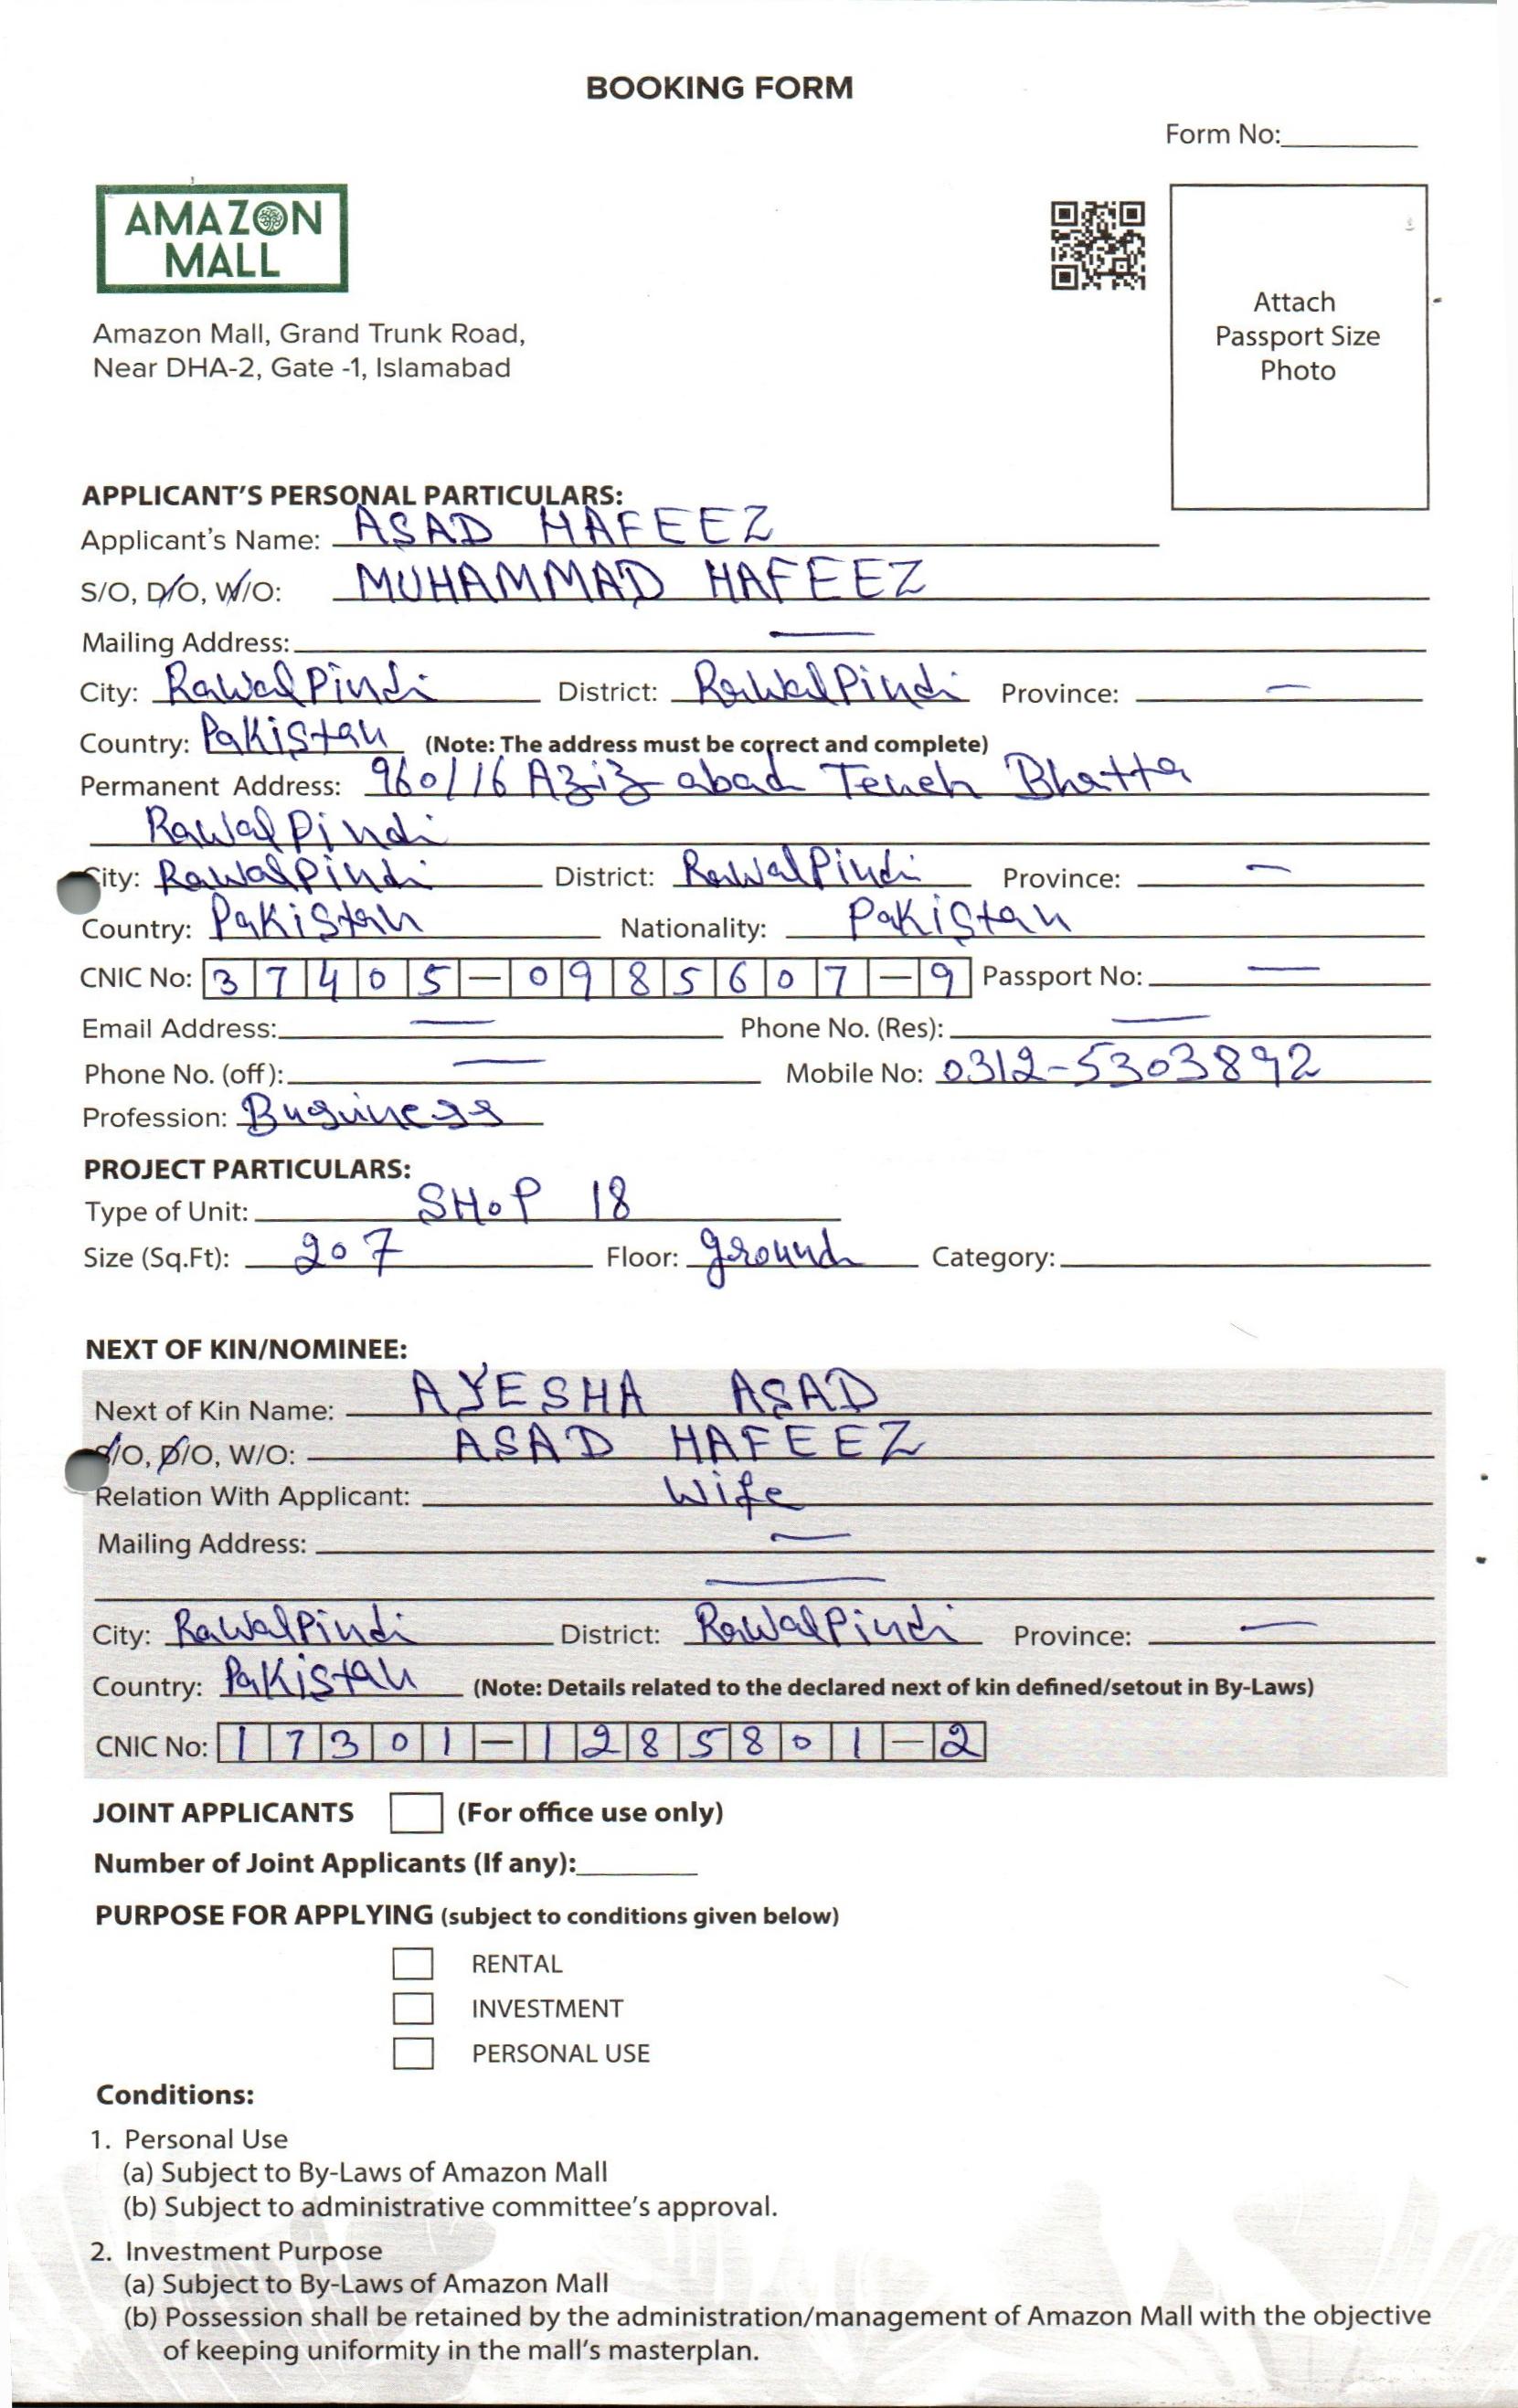 BOOKING FORM
Form No:
AMAZON
MALL
Amazon Mall, Grand Trunk Road,
Near DHA-2, Gate -1, Islamabad
Attach
Passport Size
Photo
APPLICANT'S PERSONAL PARTICULARS:
Applicant's Name: ASAD HAFEEZ
S/O, D/O, W/O: MUHAMMAD HAFEEZ
Mailing Address: —
City: RawalPindi District: RawalPindi Province: —
Country: Pakistan (Note: The address must be correct and complete)
Permanent Address: 960/16 Aziz abad Tench Bhatta
RawalPindi
City: RawalPindi District: RawalPindi Province: —
Country: Pakistan Nationality: Pakistan
CNIC No: 37405-0985607-9 Passport No: —
Email Address: — Phone No. (Res): —
Phone No. (off): — Mobile No: 0312-5303892
Profession: Business
PROJECT PARTICULARS:
Type of Unit: SHOP 18
Size (Sq.Ft): 207 Floor: ground Category:
NEXT OF KIN/NOMINEE:
Next of Kin Name: AYESHA ASAD
S/O, D/O, W/O: ASAD HAFEEZ
Relation With Applicant: Wife
Mailing Address: —
—
City: RawalPindi District: RawalPindi Province: —
Country: Pakistan (Note: Details related to the declared next of kin defined/setout in By-Laws)
CNIC No: 17301-1285801-2
JOINT APPLICANTS (For office use only)
Number of Joint Applicants (If any):
PURPOSE FOR APPLYING (subject to conditions given below)
RENTAL
INVESTMENT
PERSONAL USE
Conditions:
1. Personal Use
(a) Subject to By-Laws of Amazon Mall
(b) Subject to administrative committee's approval.
2. Investment Purpose
(a) Subject to By-Laws of Amazon Mall
(b) Possession shall be retained by the administration/management of Amazon Mall with the objective
of keeping uniformity in the mall's masterplan.